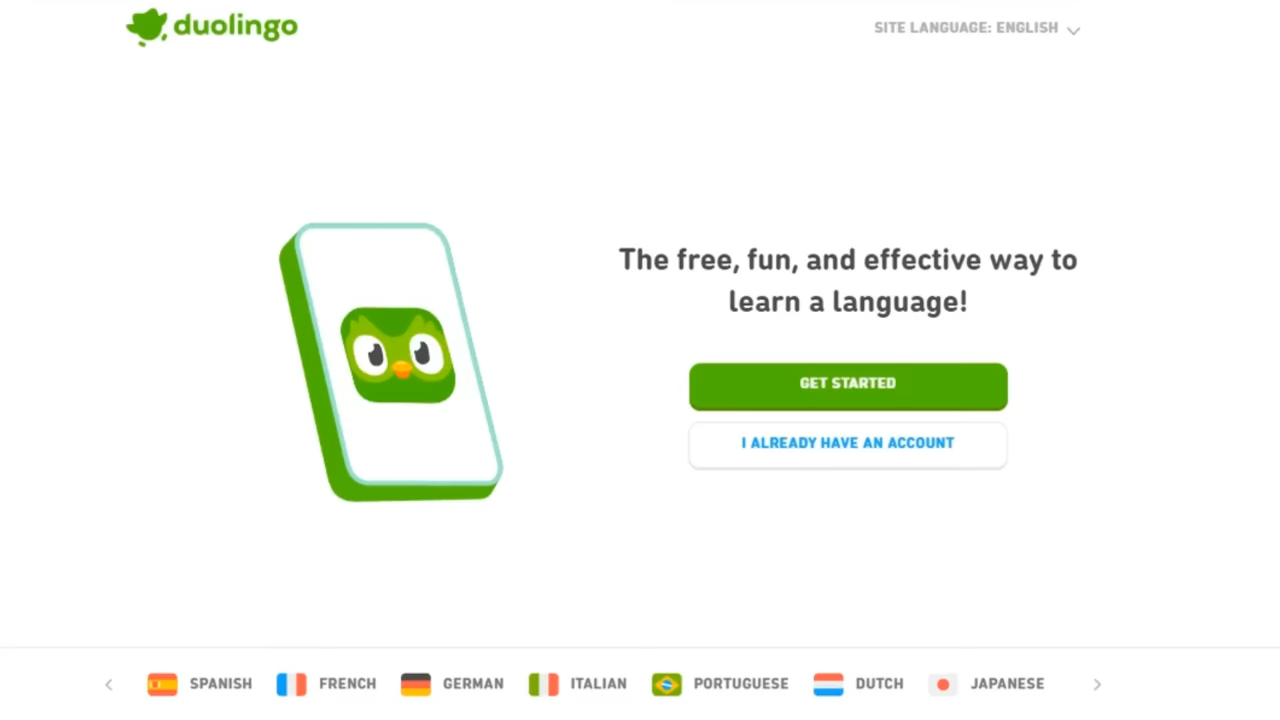 duolingo
SITE LANGUAGE: ENGLISH
The free, fun, and effective way to
learn a language!
GET STARTED
I ALREADY HAVE AN ACCOUNT
SPANISH
FRENCH
GERMAN
ITALIAN
PORTUGUESE
DUTCH
JAPANESE